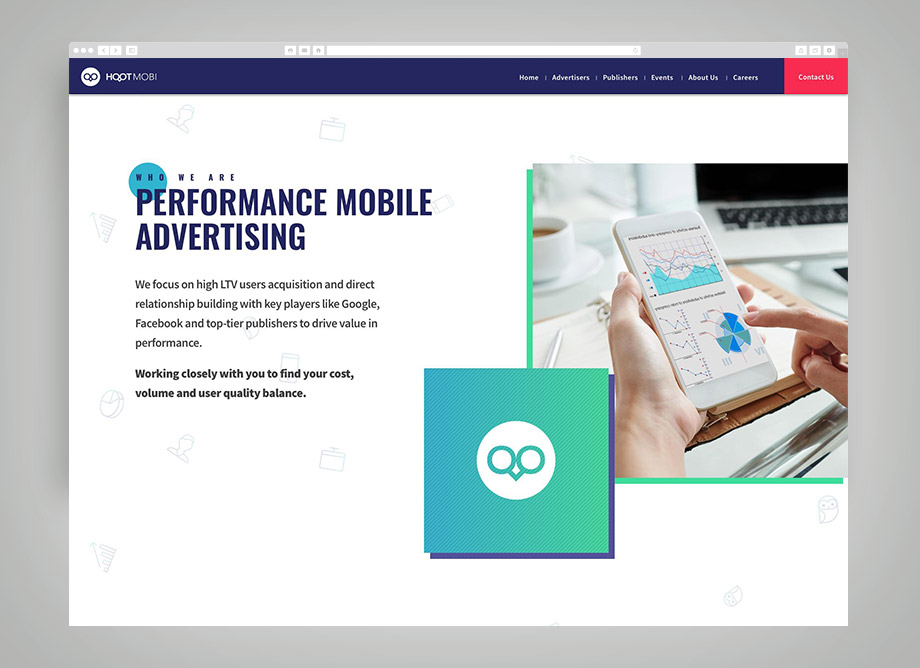 HOOTMOBI
Home
Advertisers
Publishers
Events
About Us
Careers
Contact Us
WHO WE ARE
PERFORMANCE MOBILE
ADVERTISING
We focus on high LTV users acquisition and direct
relationship building with key players like Google,
Facebook and top-tier publishers to drive value in
performance.
Working closely with you to find your cost,
volume and user quality balance.